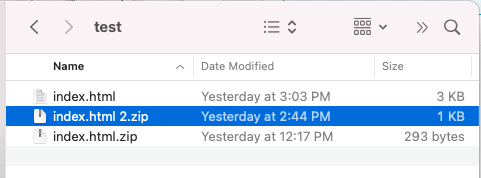 test
Name Date Modified Size
index.html Yesterday at 3:03 PM 3 KB
index.html 2.zip Yesterday at 2:44 PM 1 KB
index.html.zip Yesterday at 12:17 PM 293 bytes